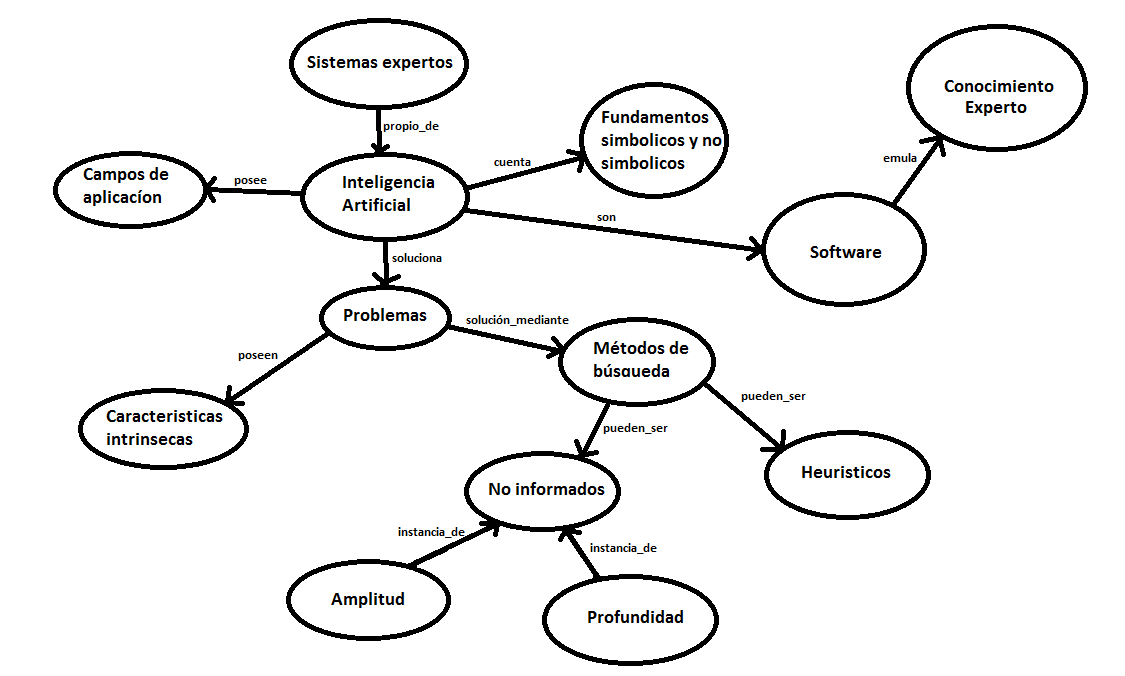 Sistemas expertos
propio_de
Conocimiento
Experto
Fundamentos
simbolicos y no
simbolicos
cuenta
emula
Campos de
aplicacíon
posee
Inteligencia
Artificial
son
Software
soluciona
Problemas
solución_mediante
Métodos de
búsqueda
poseen
Caracteristicas
intrinsecas
pueden_ser
pueden_ser
Heuristicos
No informados
instancia_de
instancia_de
Amplitud
Profundidad